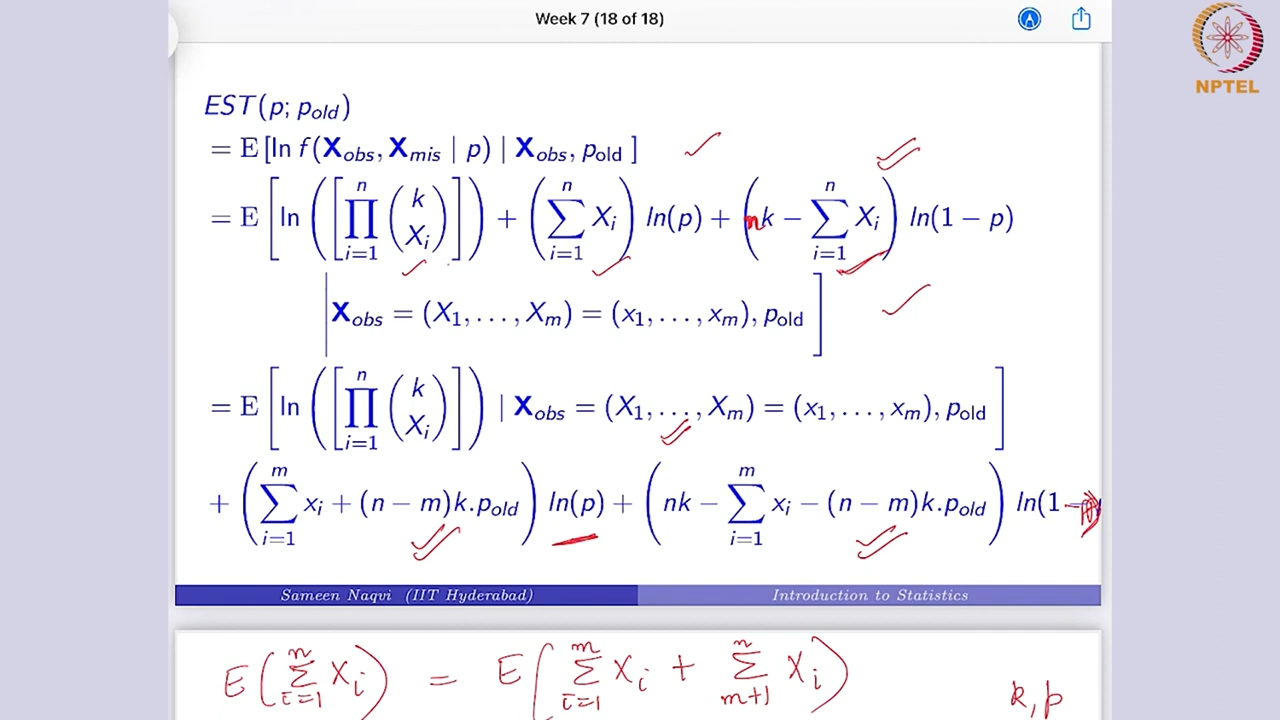 Week 7 (18 of 18)
NPTEL
EST(p; p_old)
= E [ln f(X_obs, X_mis | p) | X_obs, p_old ]
= E [ ln ( [ ∏_{i=1}^{n} \binom{k}{X_i} ] ) + ( ∑_{i=1}^{n} X_i ) ln(p) + ( nk − ∑_{i=1}^{n} X_i ) ln(1 − p)
| X_obs = (X_1, . . . , X_m) = (x_1, . . . , x_m), p_old ]
= E [ ln ( [ ∏_{i=1}^{n} \binom{k}{X_i} ] ) | X_obs = (X_1, . . . , X_m) = (x_1, . . . , x_m), p_old ]
+ ( ∑_{i=1}^{m} x_i + (n − m)k.p_old ) ln(p) + ( nk − ∑_{i=1}^{m} x_i − (n − m)k.p_old ) ln(1 −
Sameen Naqvi (IIT Hyderabad) Introduction to Statistics
E ( ∑_{i=1}^{n} X_i ) = E ( ∑_{i=1}^{m} X_i + ∑_{m+1}^{n} X_i )
k, p